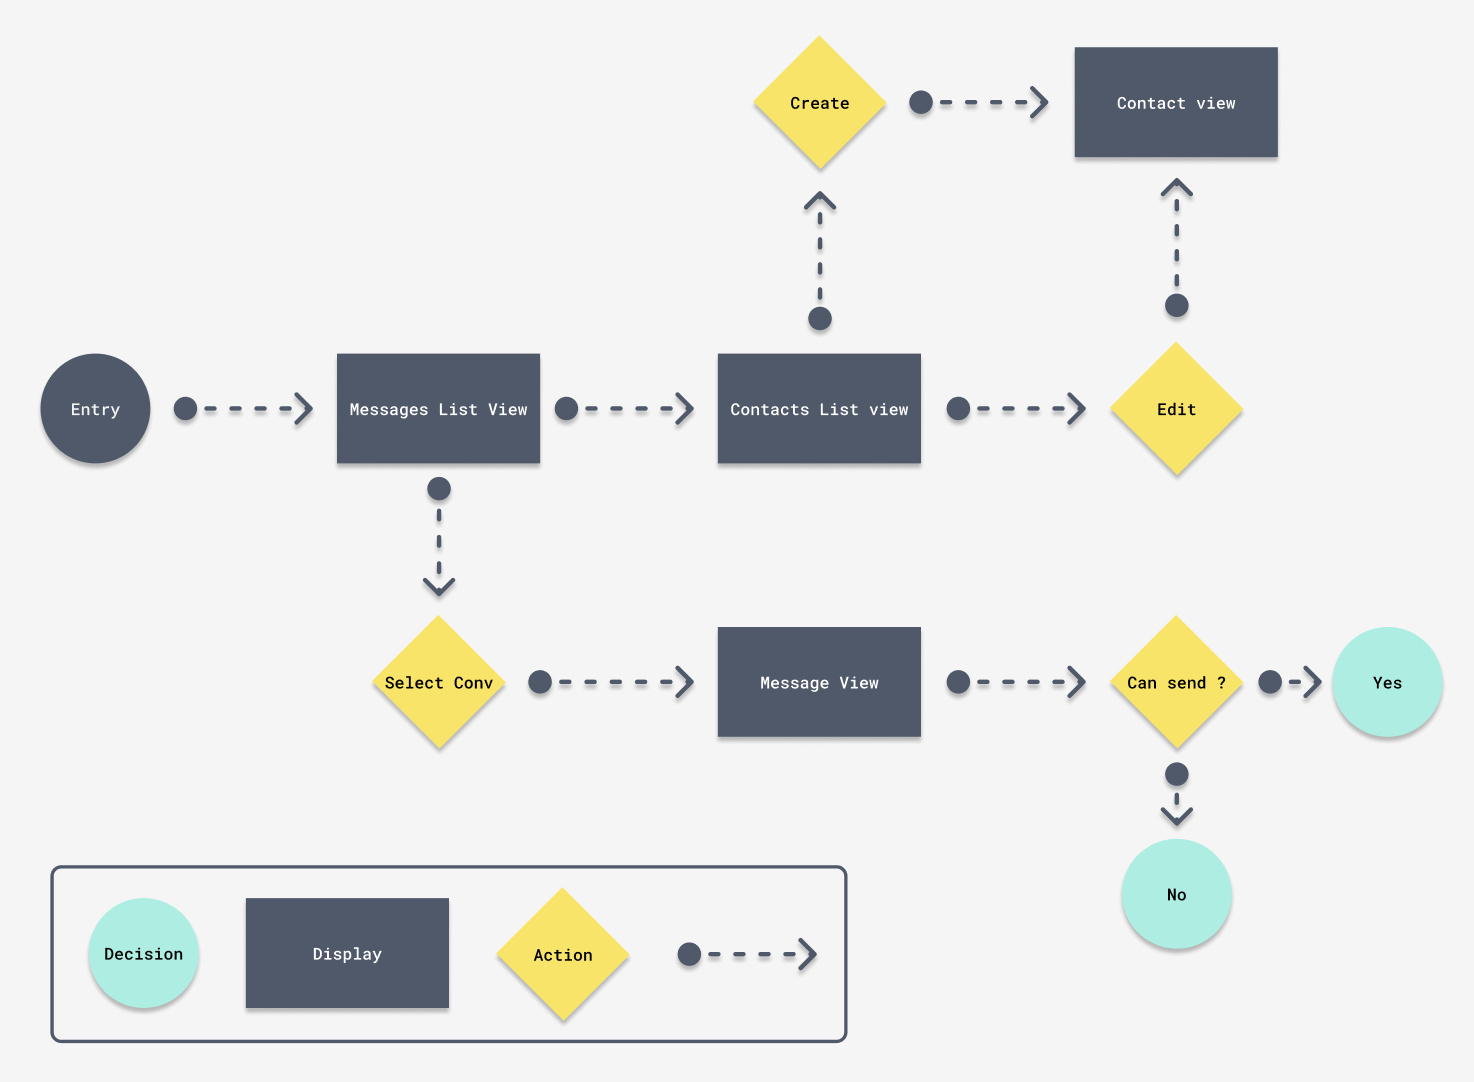 Create
Contact view
Entry
Messages List View
Contacts List view
Edit
Select Conv
Message View
Can send ?
Yes
No
Decision
Display
Action